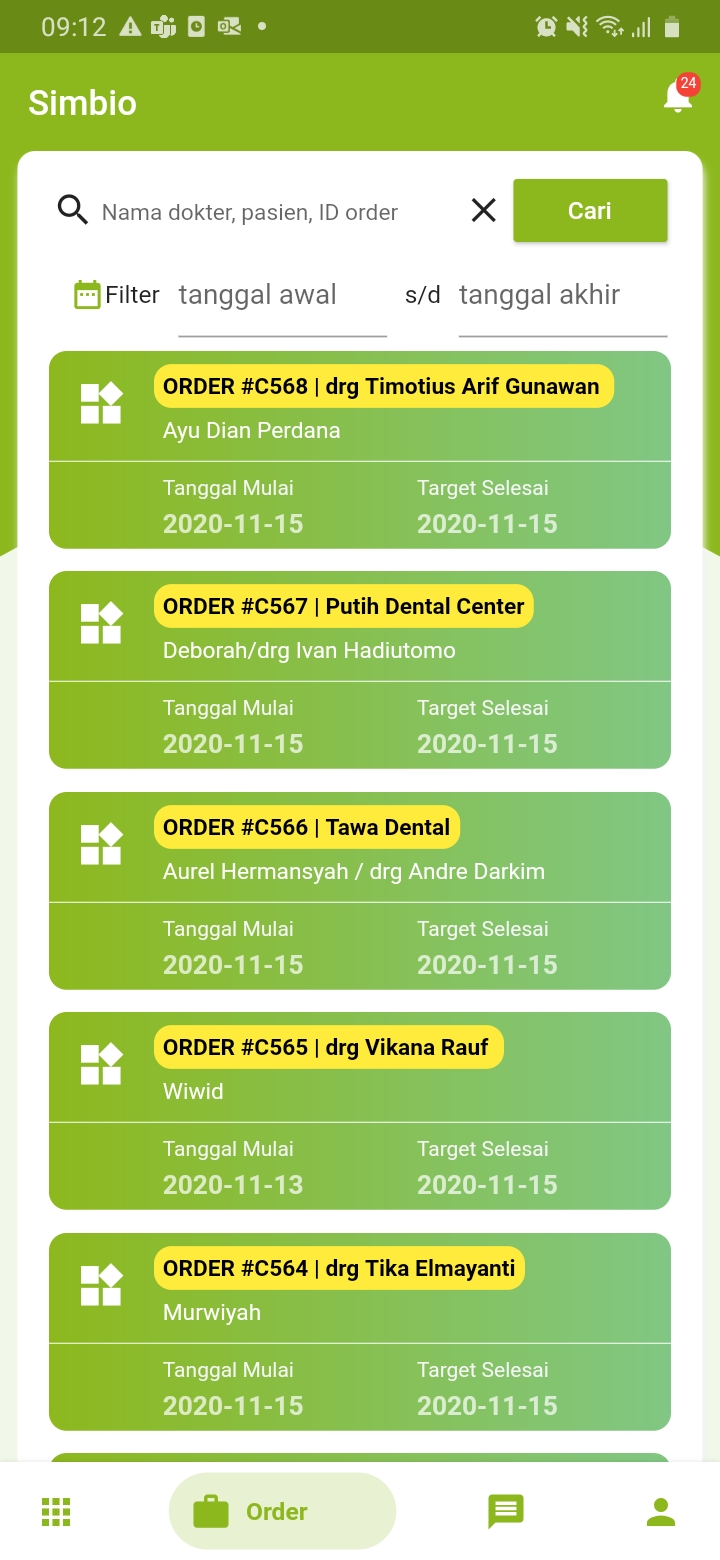 09:12
Simbio
24
Nama dokter, pasien, ID order
Cari
Filter tanggal awal s/d tanggal akhir
ORDER #C568 | drg Timotius Arif Gunawan
Ayu Dian Perdana
Tanggal Mulai Target Selesai
2020-11-15 2020-11-15
ORDER #C567 | Putih Dental Center
Deborah/drg Ivan Hadiutomo
Tanggal Mulai Target Selesai
2020-11-15 2020-11-15
ORDER #C566 | Tawa Dental
Aurel Hermansyah / drg Andre Darkim
Tanggal Mulai Target Selesai
2020-11-15 2020-11-15
ORDER #C565 | drg Vikana Rauf
Wiwid
Tanggal Mulai Target Selesai
2020-11-13 2020-11-15
ORDER #C564 | drg Tika Elmayanti
Murwiyah
Tanggal Mulai Target Selesai
2020-11-15 2020-11-15
Order